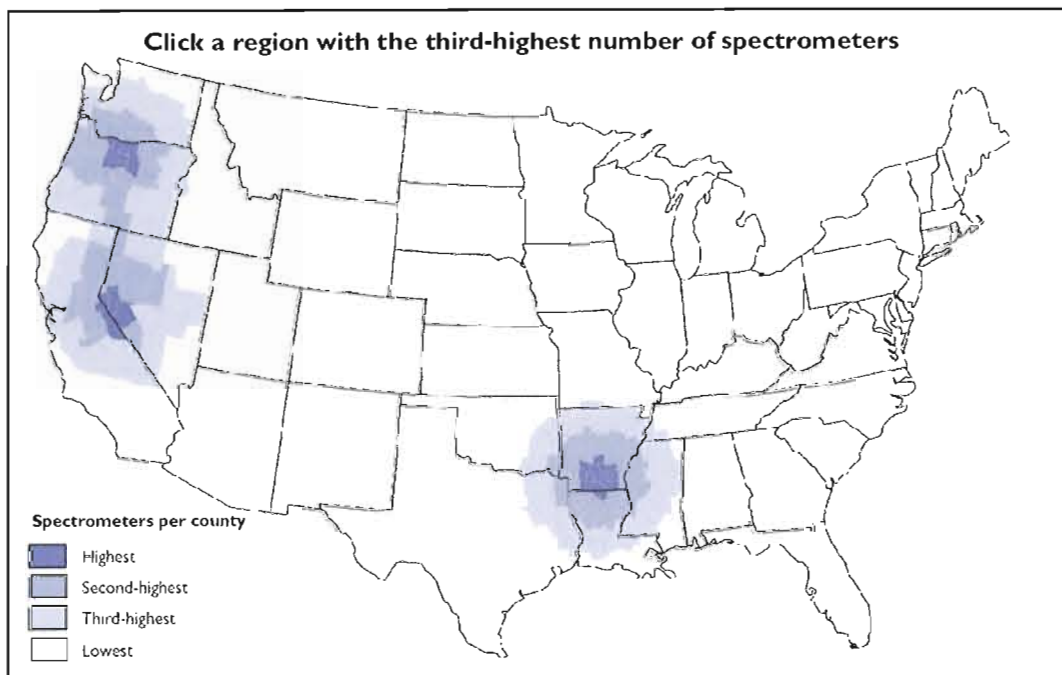 Click a region with the third-highest number of spectrometers
Spectrometers per county
Highest
Second-highest
Third-highest
Lowest